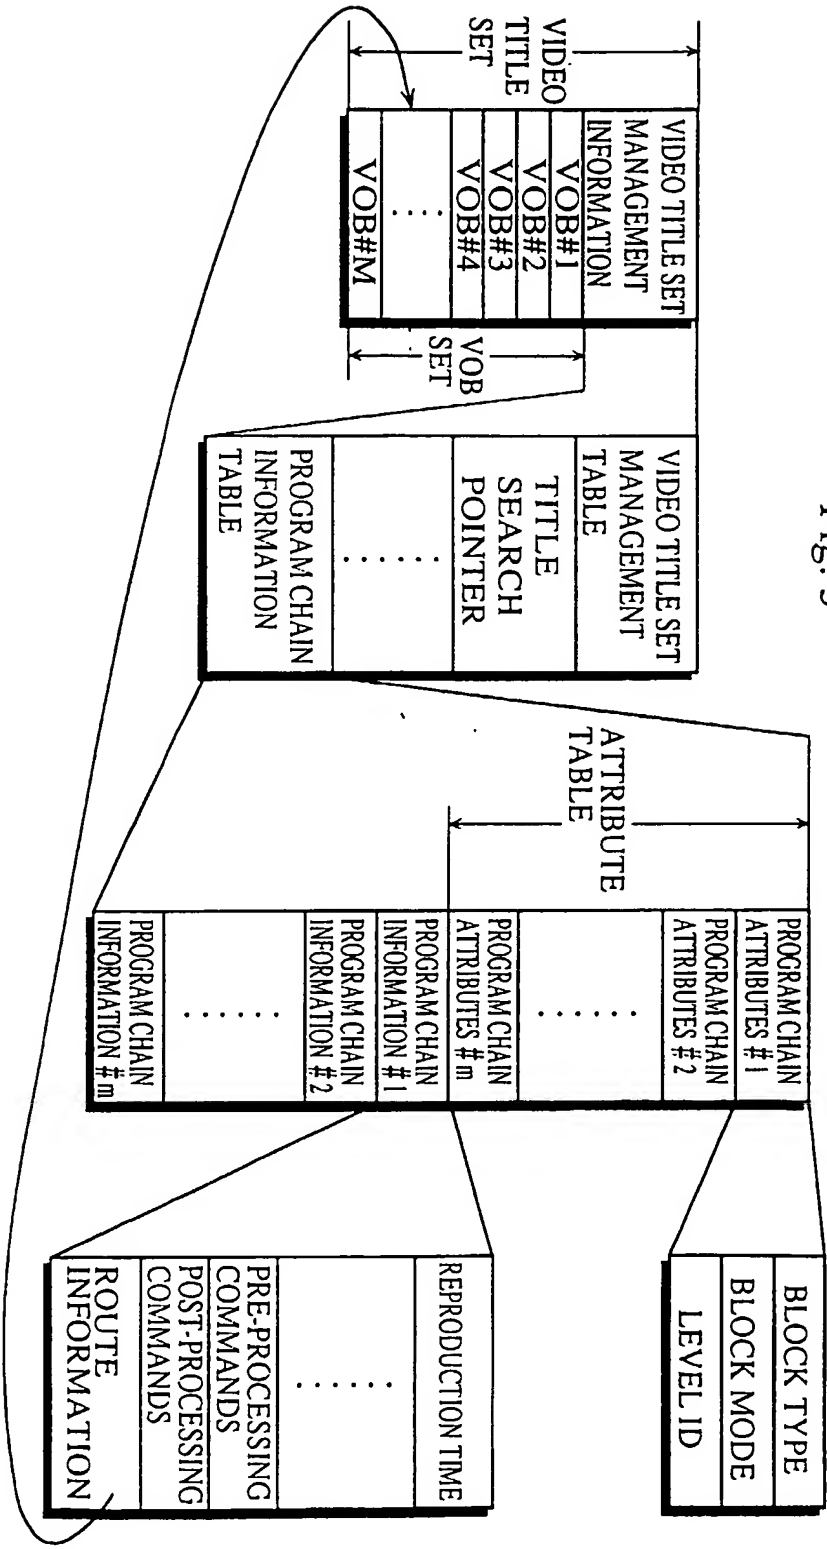 Fig.
VIDEO
TITLE
SET
VIDEO TITLE SET
MANAGEMENT
INFORMATION
VOB#1
VOB#2
VOB#3
VOB#4
.....
VOB#M
VOB
SET
VIDEO TITLE SET
MANAGEMENT
TABLE
TITLE
SEARCH
POINTER
......
PROGRAM CHAIN
INFORMATION
TABLE
ATTRIBUTE
TABLE
PROGRAM CHAIN
ATTRIBUTES #1
PROGRAM CHAIN
ATTRIBUTES #2
......
PROGRAM CHAIN
ATTRIBUTES #m
PROGRAM CHAIN
INFORMATION #1
PROGRAM CHAIN
INFORMATION #2
......
PROGRAM CHAIN
INFORMATION #m
BLOCK TYPE
BLOCK MODE
LEVEL ID
REPRODUCTION TIME
......
PRE-PROCESSING
COMMANDS
POST-PROCESSING
COMMANDS
ROUTE
INFORMATION